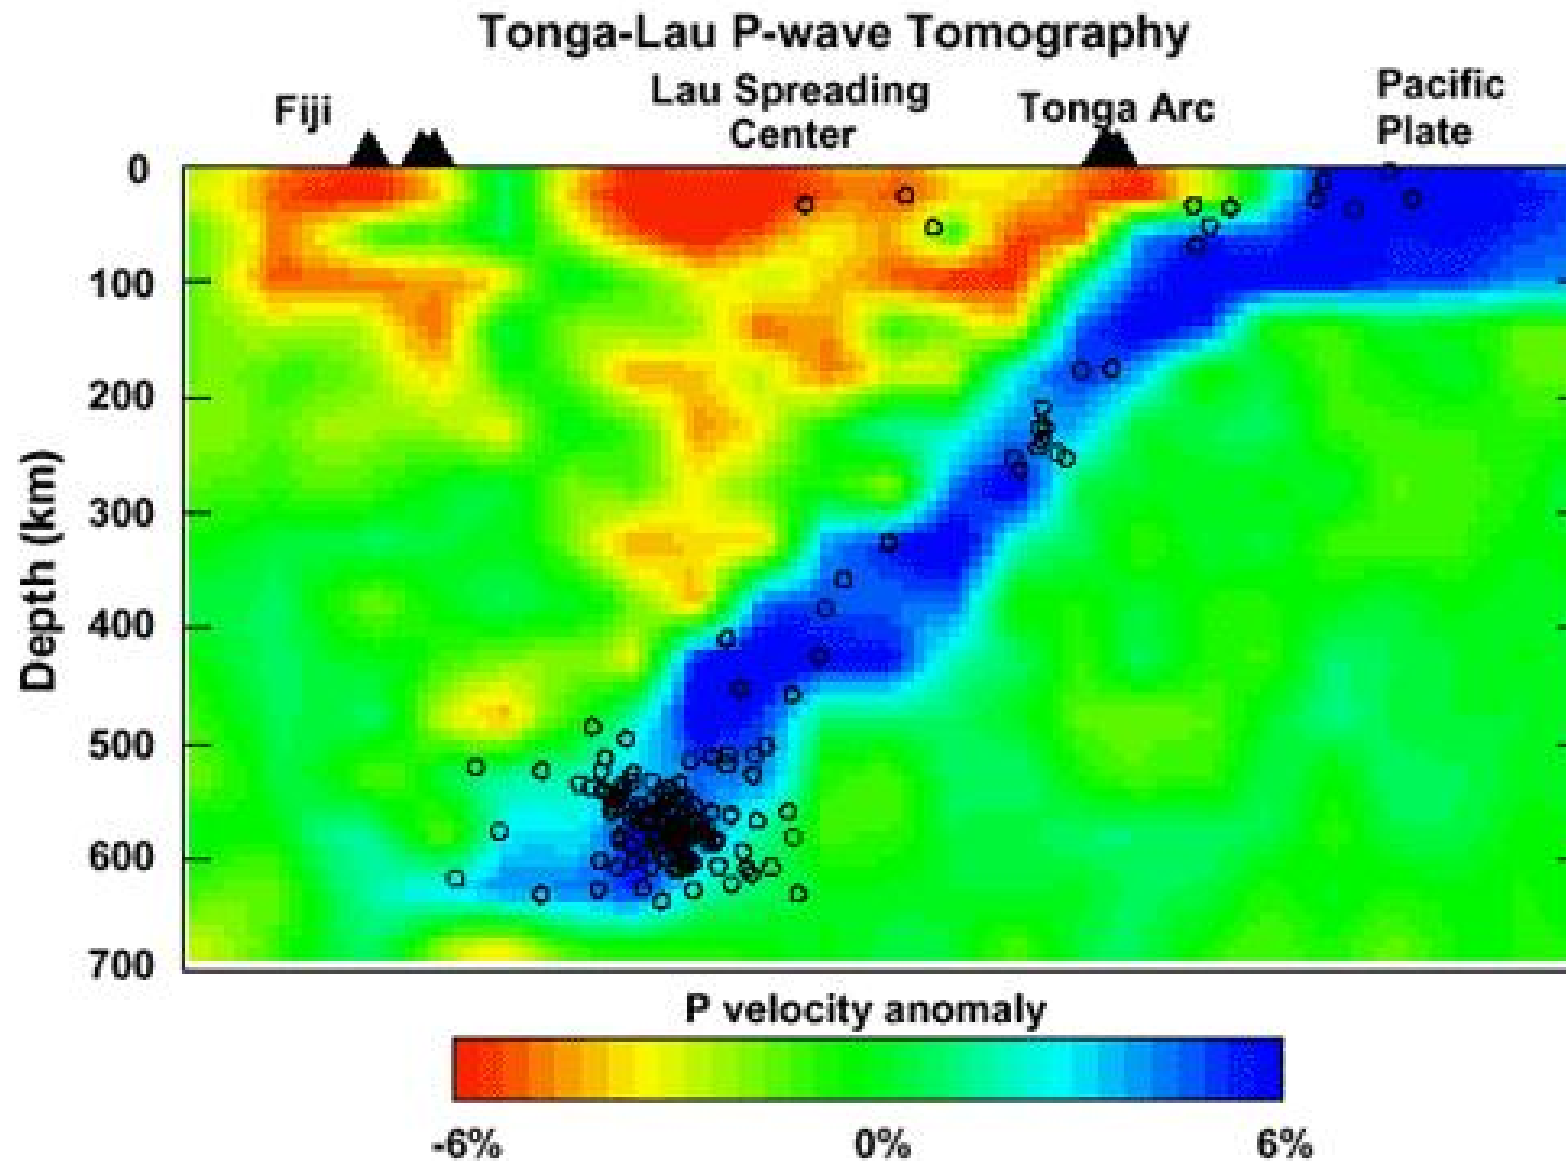 Tonga-Lau P-wave Tomography
Fiji
Lau Spreading
Center
Tonga Arc
Pacific
Plate
0
100
200
300
400
500
600
700
Depth (km)
P velocity anomaly
-6%
0%
6%